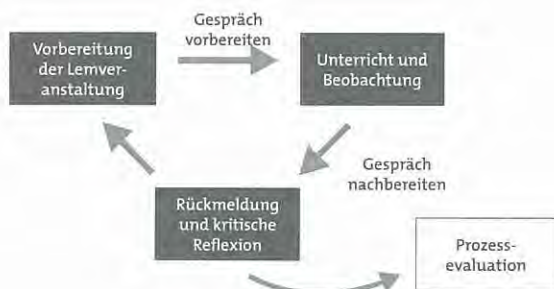 Gespräch
vorbereiten
Vorbereitung
der Lernver-
anstaltung
Unterricht und
Beobachtung
Gespräch
nachbereiten
Rückmeldung
und kritische
Reflexion
Prozess-
evaluation